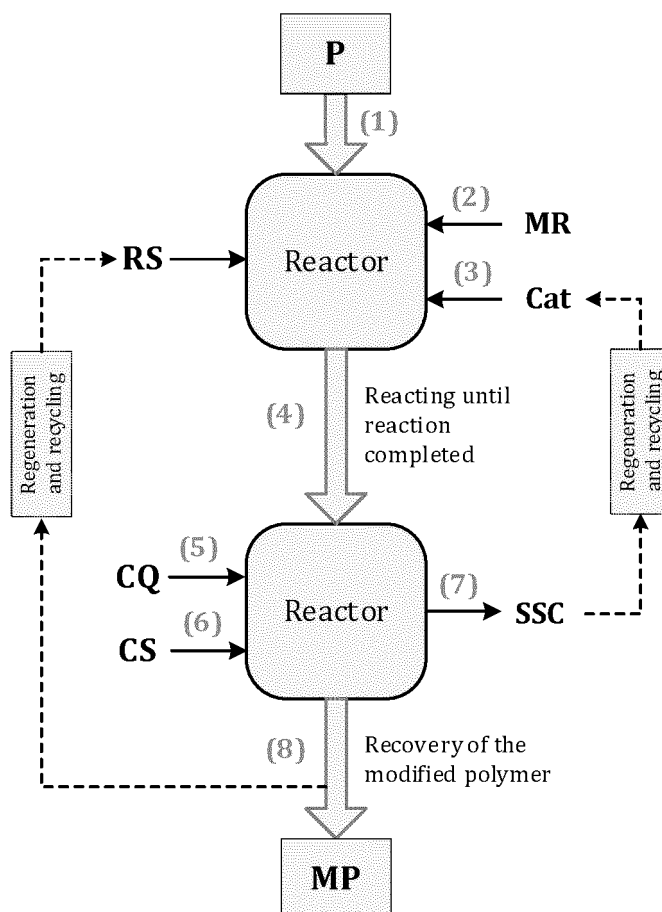 P
(1)
(2)
MR
RS
Reactor
(3)
Cat
Regeneration
and recycling
Regeneration
and recycling
(4)
Reacting until
reaction
completed
(5)
CQ
(6)
CS
Reactor
(7)
SSC
(8)
Recovery of the
modified polymer
MP